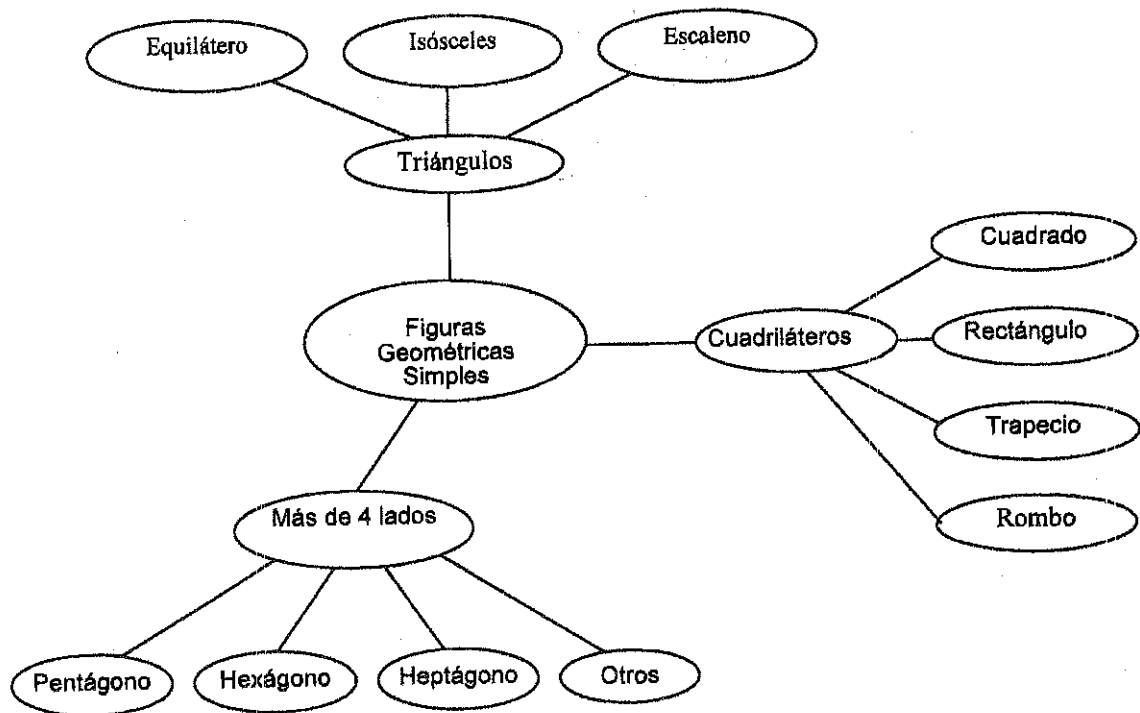 Equilátero
Isósceles
Escaleno
Triángulos
Figuras
Geométricas
Simples
Cuadriláteros
Cuadrado
Rectángulo
Trapecio
Rombo
Más de 4 lados
Pentágono
Hexágono
Heptágono
Otros